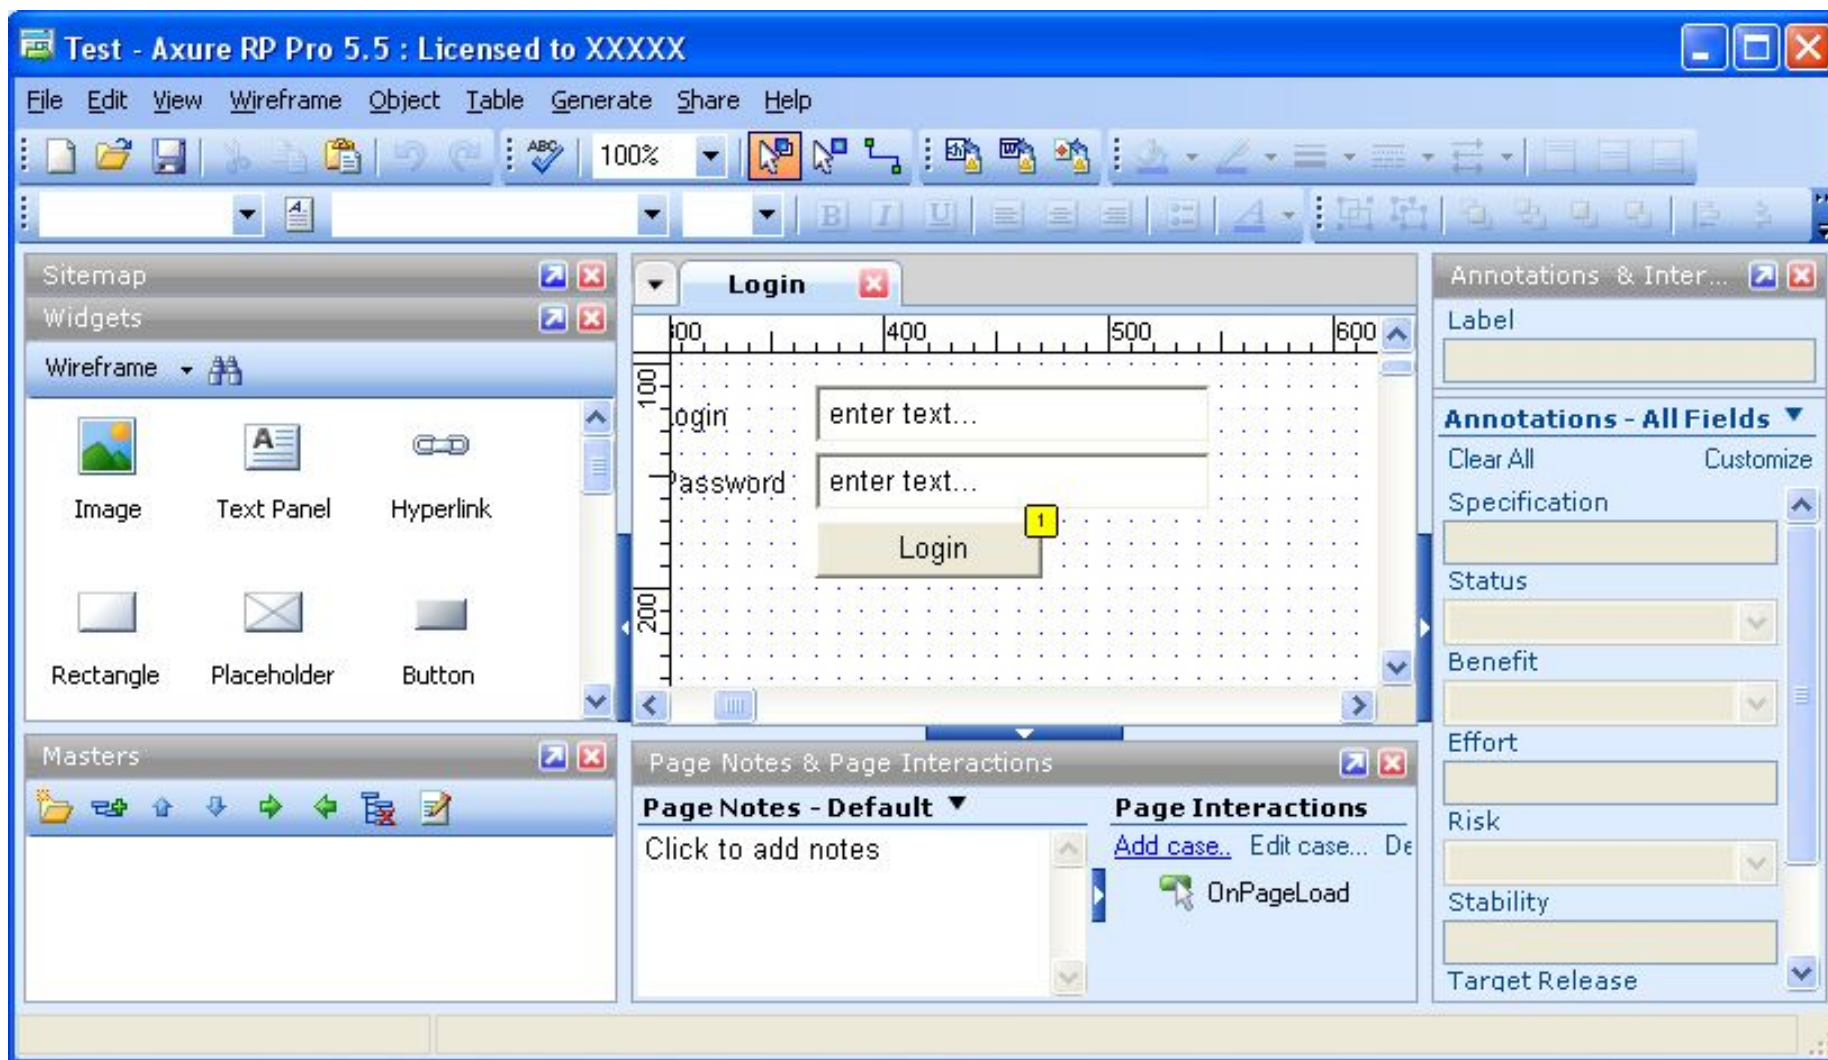 Test - Axure RP Pro 5.5 : Licensed to XXXXX
File Edit View Wireframe Object Table Generate Share Help
ABC 100%
A B I U A
Sitemap
Widgets
Wireframe
Image Text Panel Hyperlink
Rectangle Placeholder Button
Masters
Login
400 500 600
100
200
enter text...
Password enter text...
1
Login
Page Notes & Page Interactions
Page Notes - Default
Click to add notes
Page Interactions
Add case.. Edit case... De
OnPageLoad
Annotations & Inter...
Label
Annotations - All Fields
Clear All Customize
Specification
Status
Benefit
Effort
Risk
Stability
Target Release